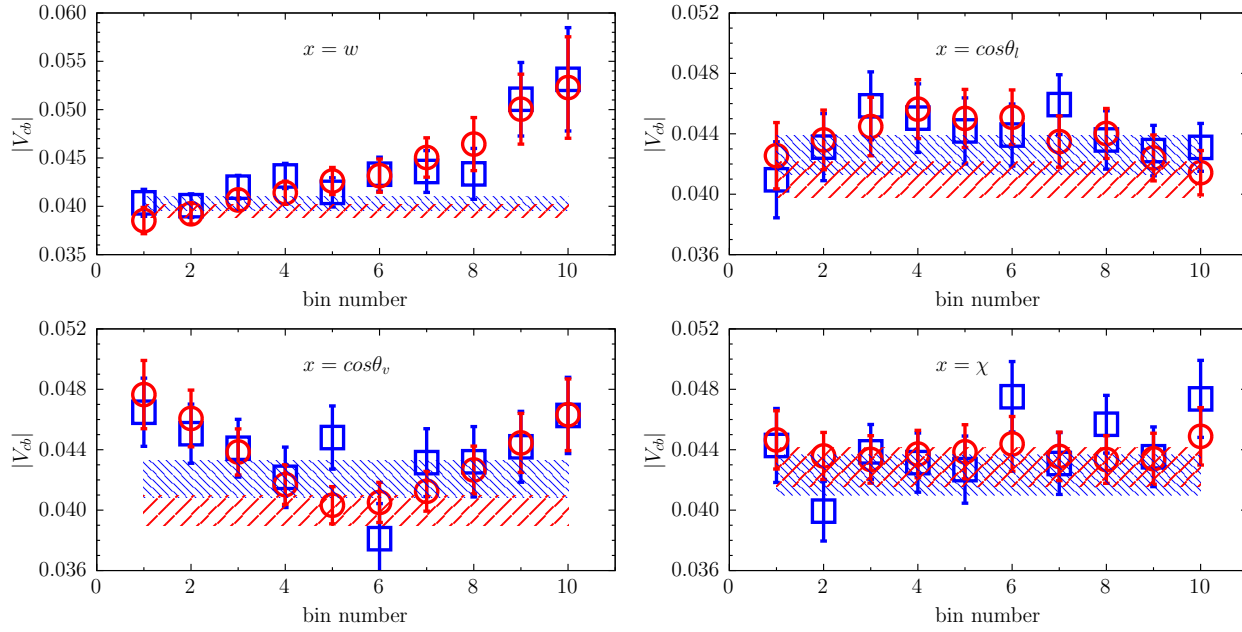 0.060
0.055
0.050
0.045
0.040
0.035
|V_cb|
x = w
0 2 4 6 8 10
bin number
0.052
0.048
0.044
0.040
0.036
|V_cb|
x = cosθ_l
0 2 4 6 8 10
bin number
0.052
0.048
0.044
0.040
0.036
|V_cb|
x = cosθ_v
0 2 4 6 8 10
bin number
0.052
0.048
0.044
0.040
0.036
|V_cb|
x = χ
0 2 4 6 8 10
bin number